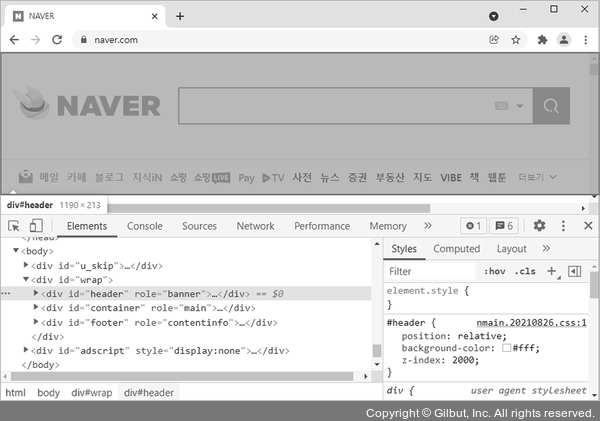 NAVER
naver.com
NAVER
메일 카페 블로그 지식iN 쇼핑 쇼핑LIVE Pay TV 사전 뉴스 증권 부동산 지도 VIBE 책 웹툰 더보기
div#header 1190 × 213
Elements Console Sources Network Performance Memory » 1 6
</head>
Styles Computed Layout »
▼<body>
▶<div id="u_skip">…</div>
Filter :hov .cls +
▼<div id="wrap">
element.style {
▶<div id="header" role="banner">…</div> == $0
}
▶<div id="container" role="main">…</div>
▶<div id="footer" role="contentinfo">…</div>
#header { nmain.20210826.css:1
</div>
position: relative;
▶<div id="adscript" style="display:none">…</div>
background-color: #fff;
</body>
z-index: 2000;
}
html body div#wrap div#header
div { user agent stylesheet
Copyright © Gilbut, Inc. All rights reserved.